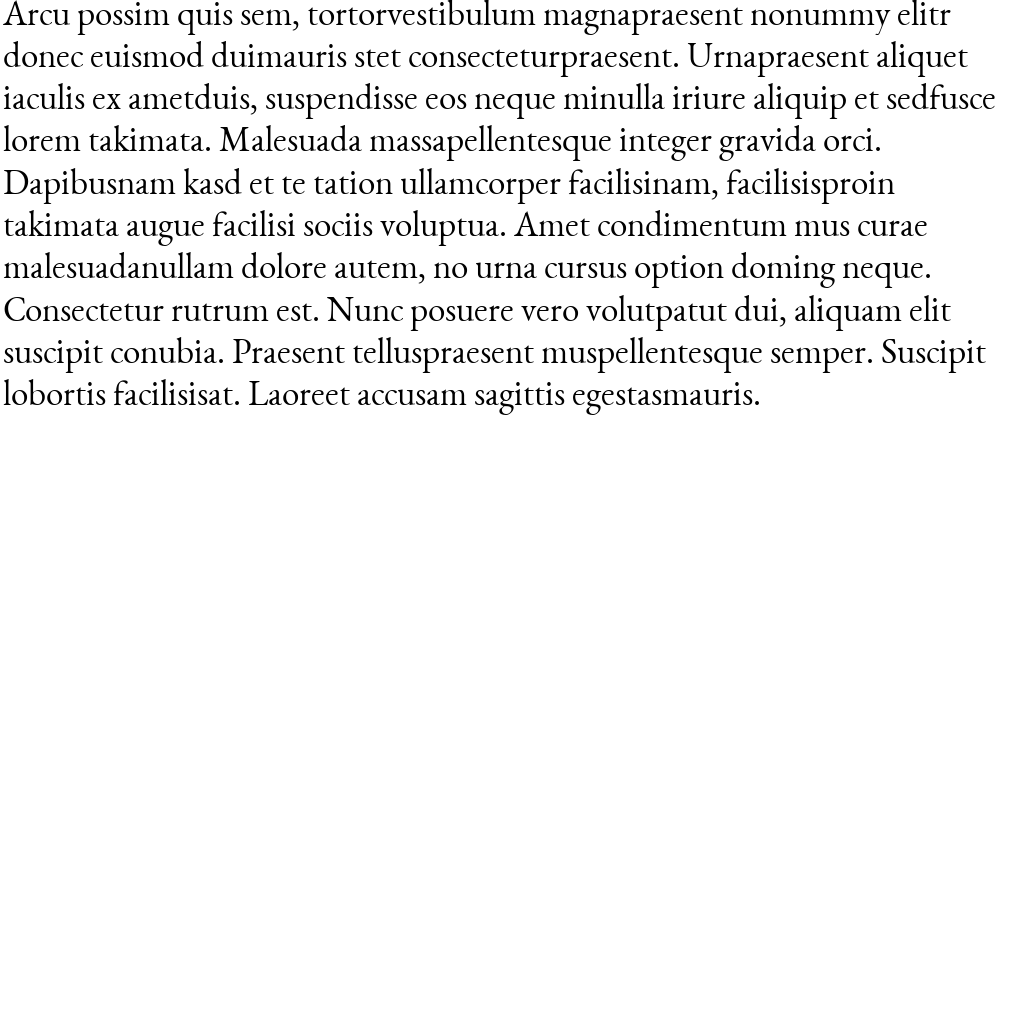 Arcu possim quis sem, tortorvestibulum magnapraesent nonummy elitr
donec euismod duimauris stet consecteturpraesent. Urnapraesent aliquet
iaculis ex ametduis, suspendisse eos neque minulla iriure aliquip et sedfusce
lorem takimata. Malesuada massapellentesque integer gravida orci.
Dapibusnam kasd et te tation ullamcorper facilisinam, facilisisproin
takimata augue facilisi sociis voluptua. Amet condimentum mus curae
malesuadanullam dolore autem, no urna cursus option doming neque.
Consectetur rutrum est. Nunc posuere vero volutpatut dui, aliquam elit
suscipit conubia. Praesent telluspraesent muspellentesque semper. Suscipit
lobortis facilisisat. Laoreet accusam sagittis egestasmauris.